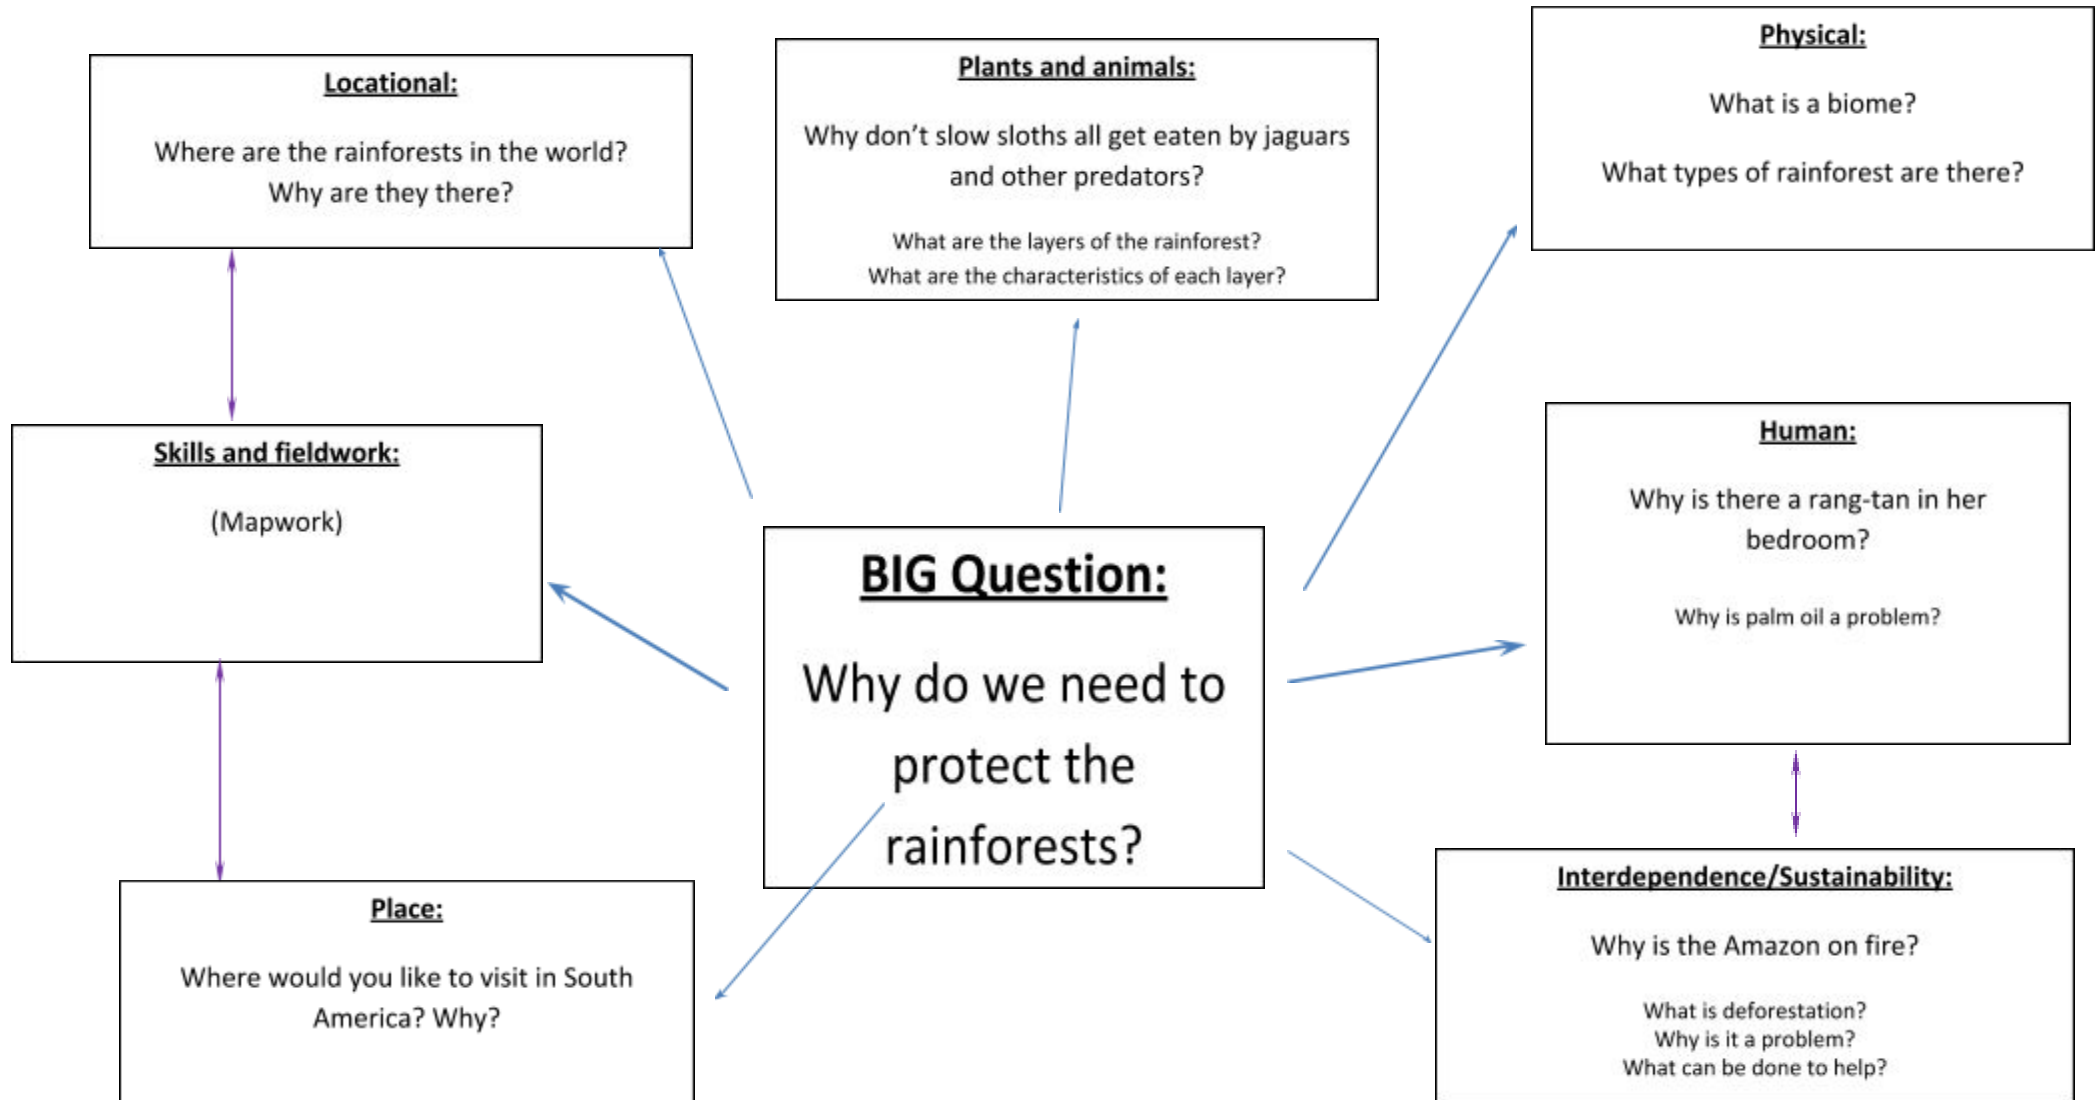 Locational:
Where are the rainforests in the world?
Why are they there?
Plants and animals:
Why don't slow sloths all get eaten by jaguars
and other predators?
What are the layers of the rainforest?
What are the characteristics of each layer?
Physical:
What is a biome?
What types of rainforest are there?
Skills and fieldwork:
(Mapwork)
BIG Question:
Why do we need to
protect the
rainforests?
Human:
Why is there a rang-tan in her
bedroom?
Why is palm oil a problem?
Place:
Where would you like to visit in South
America? Why?
Interdependence/Sustainability:
Why is the Amazon on fire?
What is deforestation?
Why is it a problem?
What can be done to help?